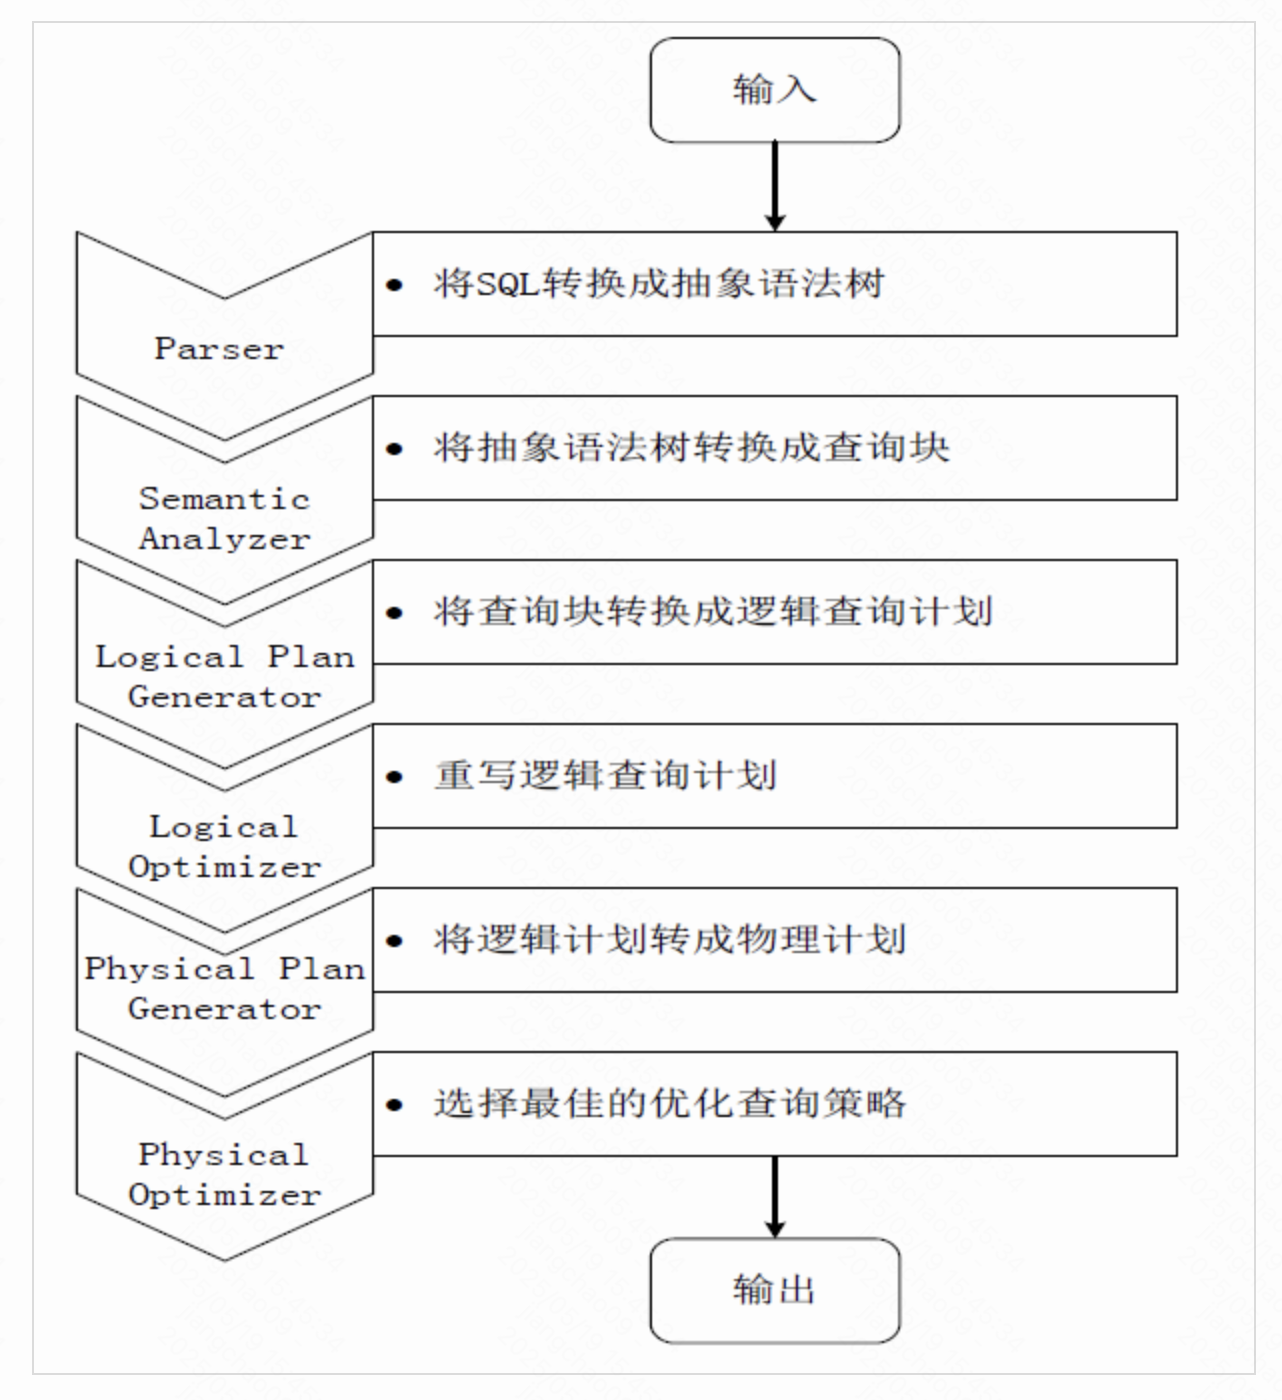 输入
• 将SQL转换成抽象语法树
Parser
• 将抽象语法树转换成查询块
Semantic
Analyzer
• 将查询块转换成逻辑查询计划
Logical Plan
Generator
• 重写逻辑查询计划
Logical
Optimizer
• 将逻辑计划转成物理计划
Physical Plan
Generator
• 选择最佳的优化查询策略
Physical
Optimizer
输出